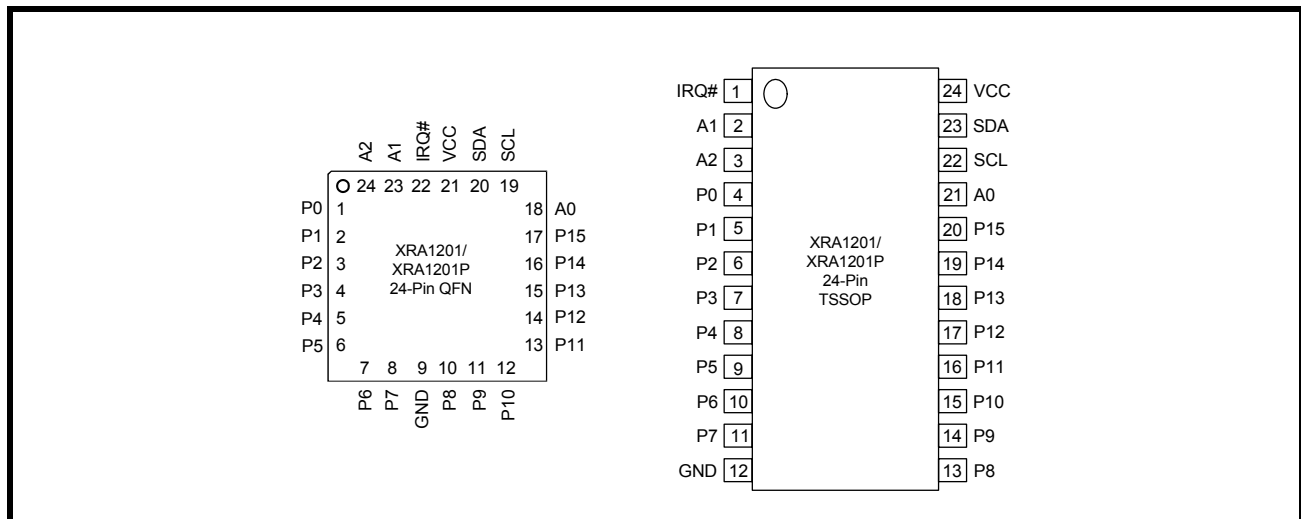 A2 A1 IRQ# VCC SDA SCL
24 23 22 21 20 19
P0 1 18 A0
P1 2 17 P15
P2 3 16 P14
P3 4 15 P13
P4 5 14 P12
P5 6 13 P11
XRA1201/
XRA1201P
24-Pin QFN
7 8 9 10 11 12
P6 P7 GND P8 P9 P10
IRQ# 1 24 VCC
A1 2 23 SDA
A2 3 22 SCL
P0 4 21 A0
P1 5 20 P15
P2 6 19 P14
P3 7 18 P13
P4 8 17 P12
P5 9 16 P11
P6 10 15 P10
P7 11 14 P9
GND 12 13 P8
XRA1201/
XRA1201P
24-Pin
TSSOP